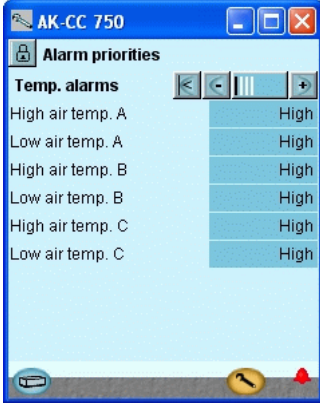 AK-CC 750
Alarm priorities
Temp. alarms
High air temp. A High
Low air temp. A High
High air temp. B High
Low air temp. B High
High air temp. C High
Low air temp. C High